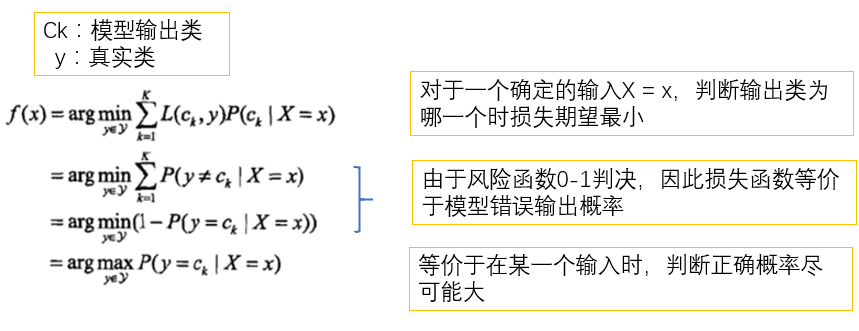 Ck：模型输出类
y：真实类
f(x) = arg min_{y∈𝒴} ∑_{k=1}^{K} L(c_k, y)P(c_k | X = x)
= arg min_{y∈𝒴} ∑_{k=1}^{K} P(y ≠ c_k | X = x)
= arg min_{y∈𝒴} (1 − P(y = c_k | X = x))
= arg max_{y∈𝒴} P(y = c_k | X = x)
对于一个确定的输入X = x，判断输出类为
哪一个时损失期望最小
由于风险函数0-1判决，因此损失函数等价
于模型错误输出概率
等价于在某一个输入时，判断正确概率尽
可能大